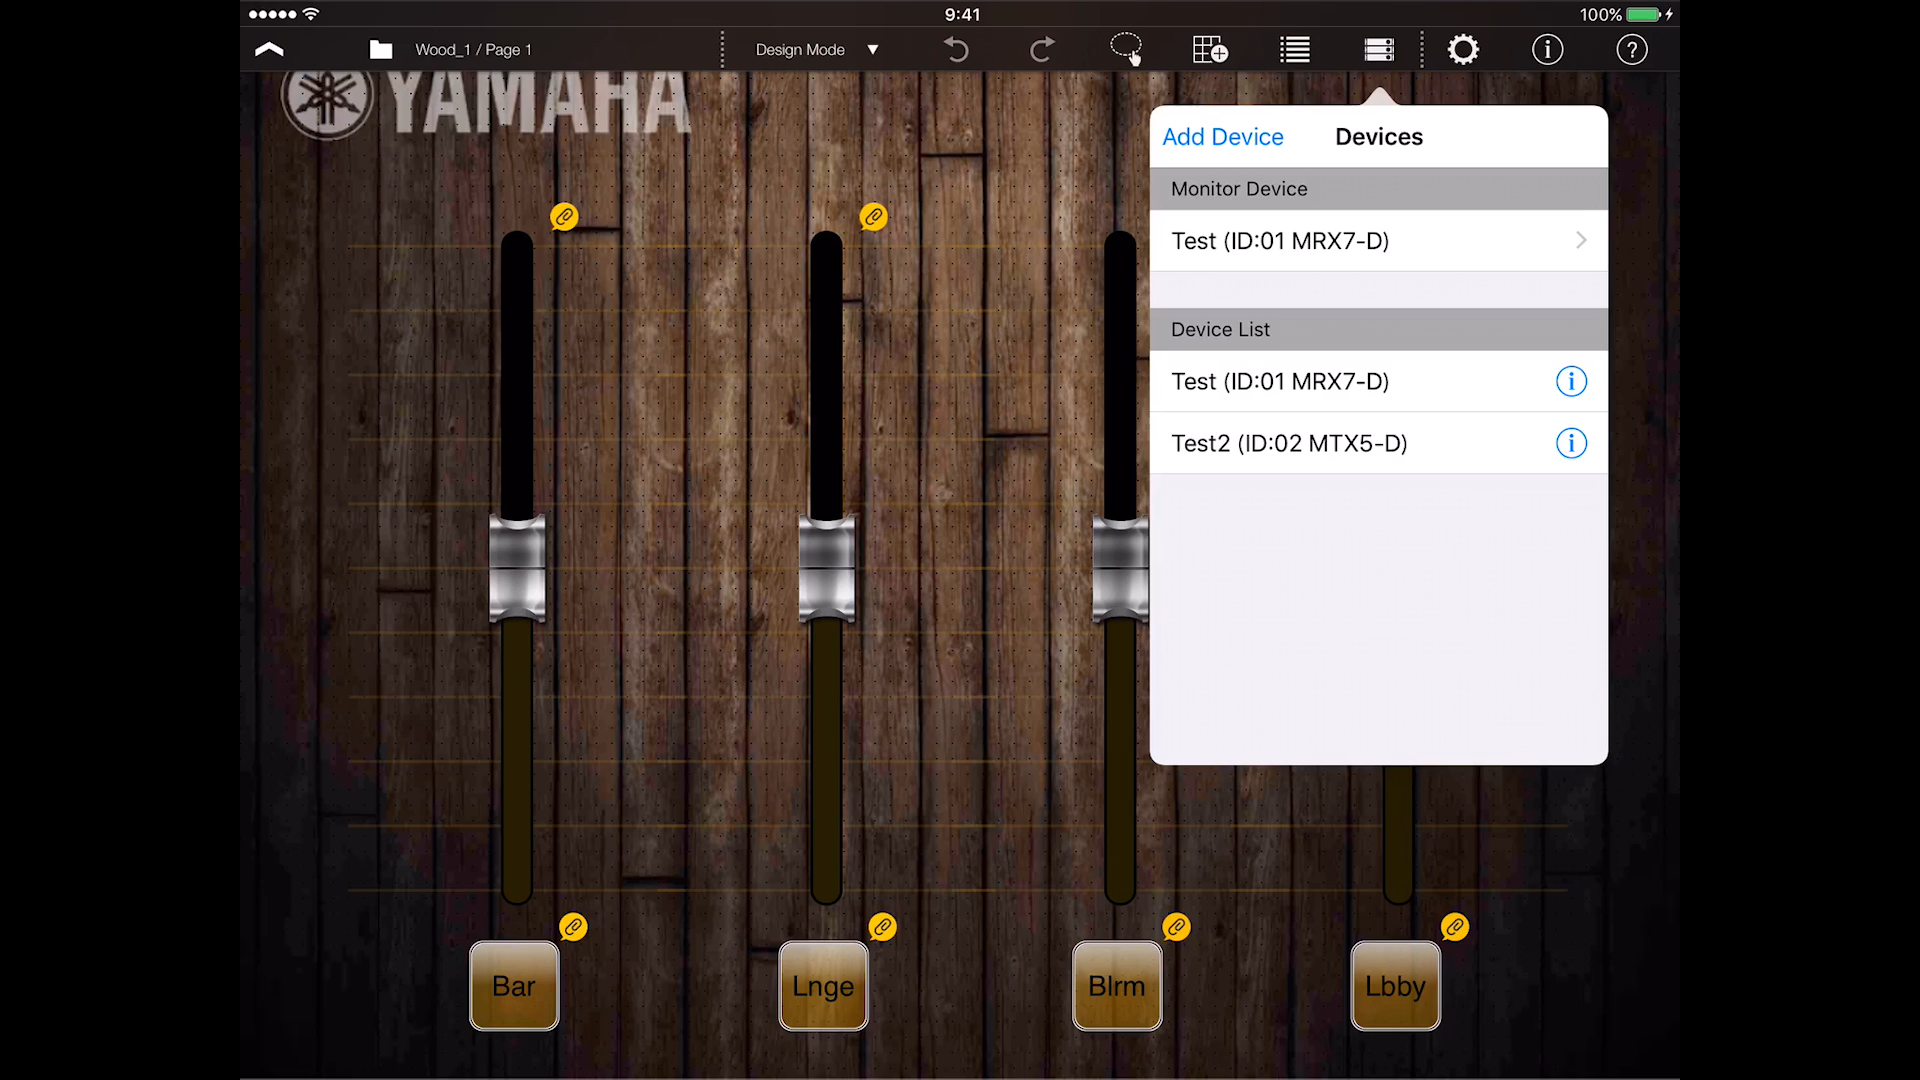 9:41
100%
Wood_1 / Page 1
Design Mode
YAMAHA
Add Device
Devices
Monitor Device
Test (ID:01 MRX7-D)
Device List
Test (ID:01 MRX7-D)
Test2 (ID:02 MTX5-D)
Bar
Lnge
Blrm
Lbby